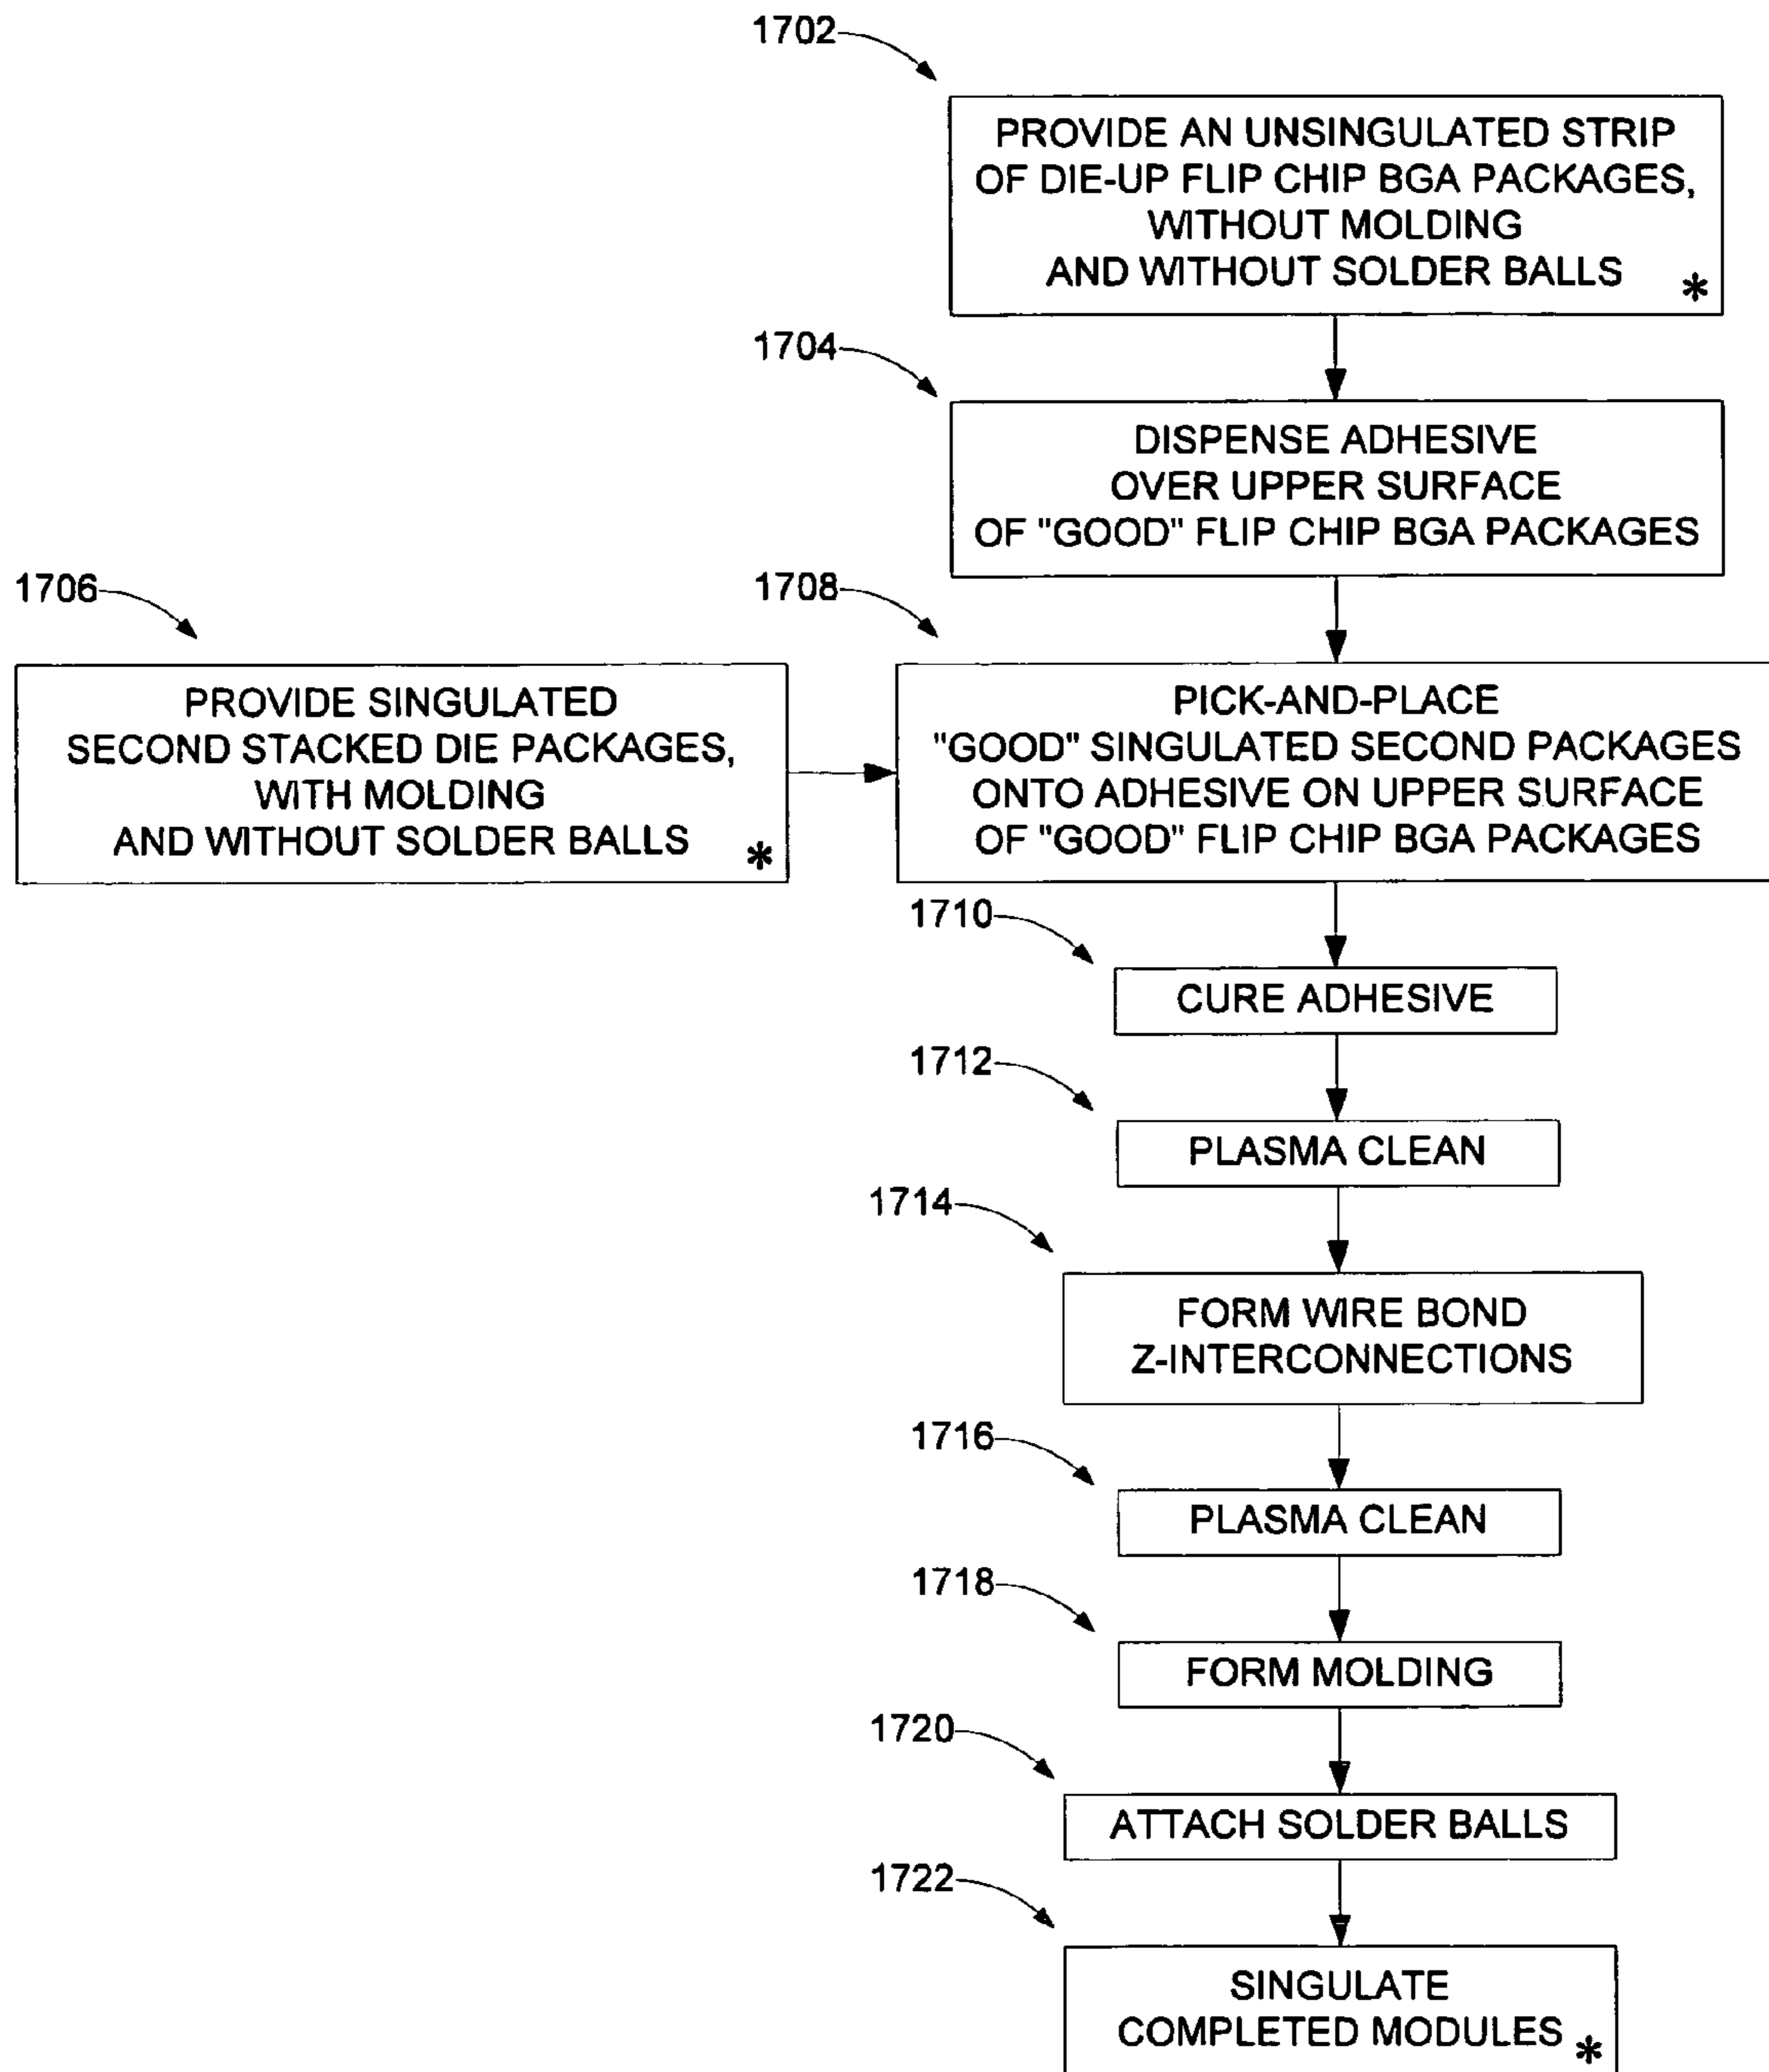 1702
PROVIDE AN UNSINGULATED STRIP
OF DIE-UP FLIP CHIP BGA PACKAGES,
WITHOUT MOLDING
AND WITHOUT SOLDER BALLS *
1704
DISPENSE ADHESIVE
OVER UPPER SURFACE
OF "GOOD" FLIP CHIP BGA PACKAGES
1706
PROVIDE SINGULATED
SECOND STACKED DIE PACKAGES,
WITH MOLDING
AND WITHOUT SOLDER BALLS *
1708
PICK-AND-PLACE
"GOOD" SINGULATED SECOND PACKAGES
ONTO ADHESIVE ON UPPER SURFACE
OF "GOOD" FLIP CHIP BGA PACKAGES
1710
CURE ADHESIVE
1712
PLASMA CLEAN
1714
FORM WIRE BOND
Z-INTERCONNECTIONS
1716
PLASMA CLEAN
1718
FORM MOLDING
1720
ATTACH SOLDER BALLS
1722
SINGULATE
COMPLETED MODULES *